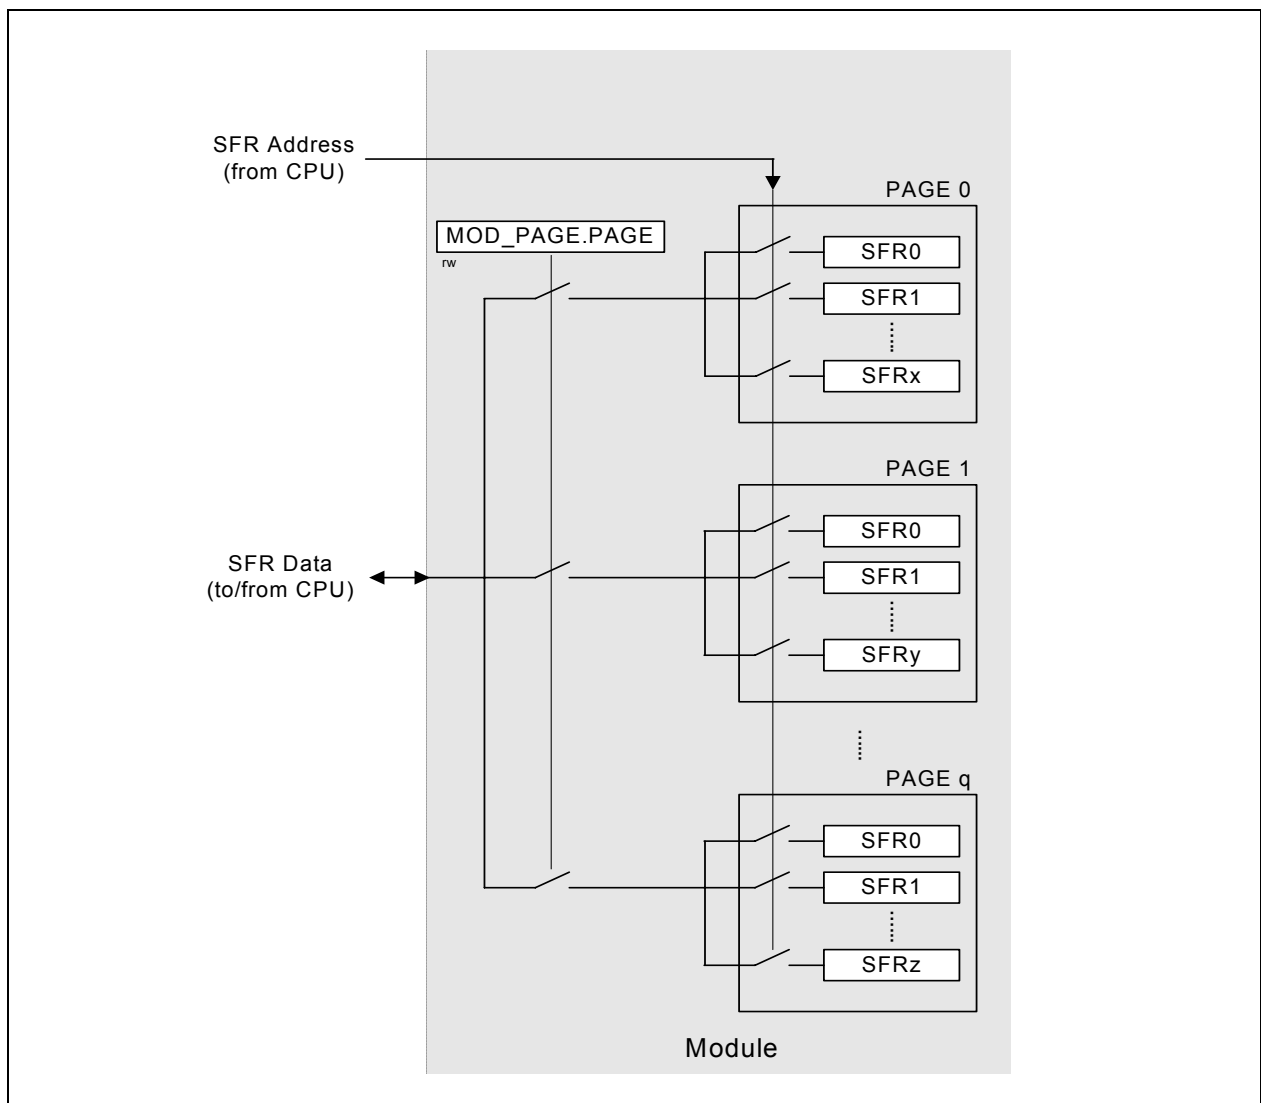 SFR Address
(from CPU)
PAGE 0
MOD_PAGE.PAGE
rw
SFR0
SFR1
SFRx
PAGE 1
SFR0
SFR Data
(to/from CPU)
SFR1
SFRy
PAGE q
SFR0
SFR1
SFRz
Module